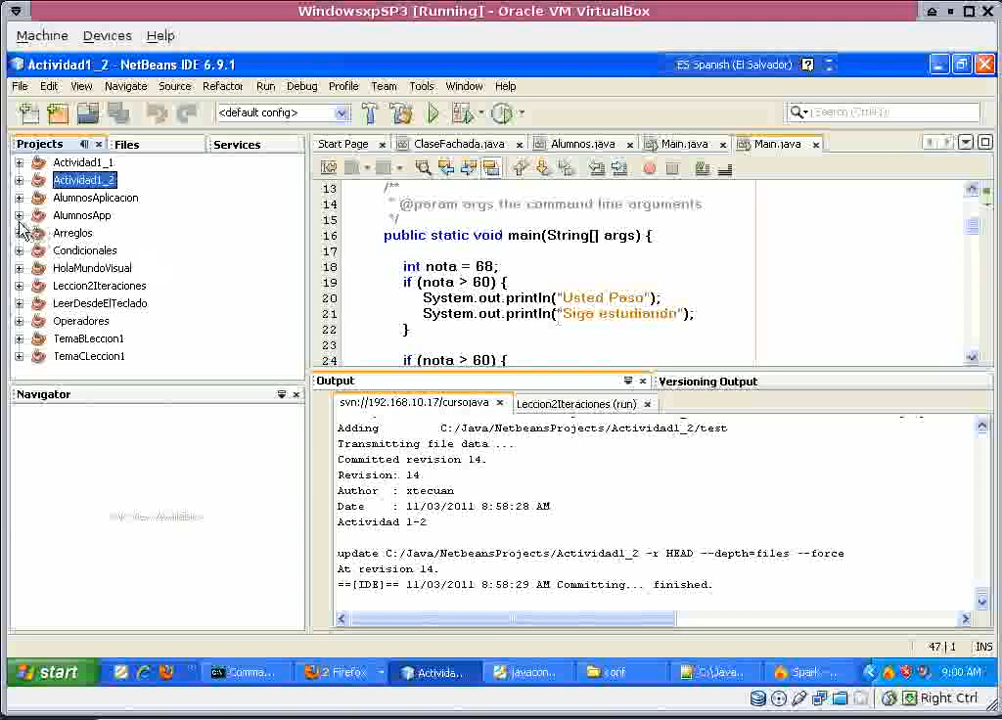 WindowsxpSP3 [Running] - Oracle VM VirtualBox
Machine Devices Help
Actividad1_2 - NetBeans IDE 6.9.1
ES Spanish (El Salvador)
File Edit View Navigate Source Refactor Run Debug Profile Team Tools Window Help
<default config>
Search (Ctrl+I)
Projects Files Services
Start Page ClaseFachada.java Alumnos.java Main.java Main.java
Actividad1_1
Actividad1_2
AlumnosAplicacion
AlumnosApp
Arreglos
Condicionales
HolaMundoVisual
Leccion2Iteraciones
LeerDesdeElTeclado
Operadores
TemaBLeccion1
TemaCLeccion1
13 /**
14 * @param args the command line arguments
15 */
16 public static void main(String[] args) {
17
18 int nota = 68;
19 if (nota > 60) {
20 System.out.println("Usted Paso");
21 System.out.println("Siga estudiando");
22 }
23
24 if (nota > 60) {
Navigator
Output Versioning Output
svn://192.168.10.17/cursojava Leccion2Iteraciones (run)
Adding C:/Java/NetbeansProjects/Actividad1_2/test
Transmitting file data ...
Committed revision 14.
Revision: 14
Author : xtecuan
Date : 11/03/2011 8:58:28 AM
Actividad 1-2
update C:/Java/NetbeansProjects/Actividad1_2 -r HEAD --depth=files --force
At revision 14.
==[IDE]== 11/03/2011 8:58:29 AM Committing... finished.
47|1 INS
start Comma... 2 Firefox Activida... javacon... conf C:\Java... Spark -... 9:00 AM
Right Ctrl